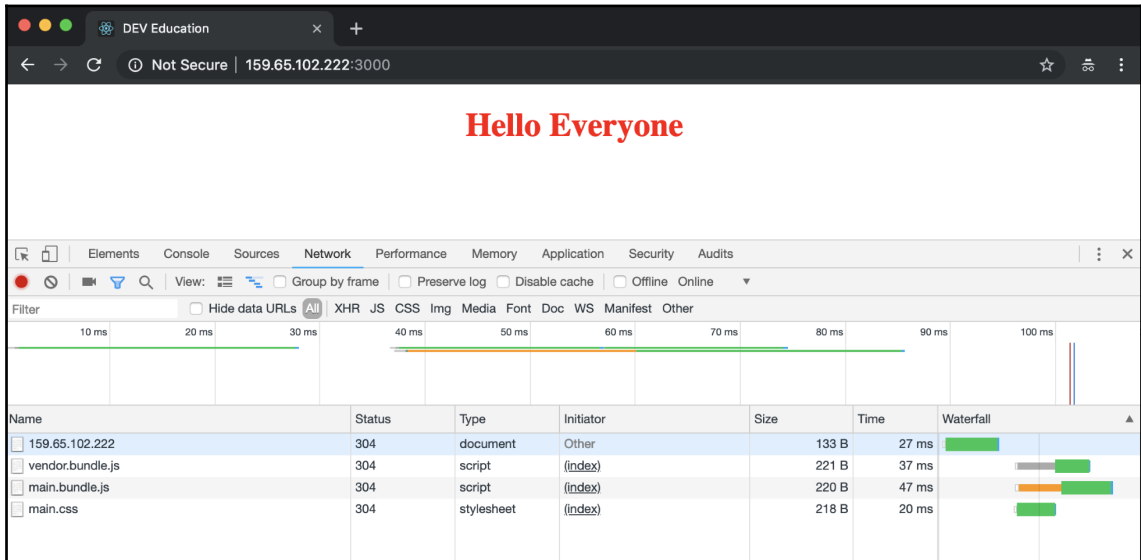 DEV Education
Not Secure | 159.65.102.222:3000
Hello Everyone
Elements Console Sources Network Performance Memory Application Security Audits
View: Group by frame Preserve log Disable cache Offline Online
Filter Hide data URLs All XHR JS CSS Img Media Font Doc WS Manifest Other
10 ms 20 ms 30 ms 40 ms 50 ms 60 ms 70 ms 80 ms 90 ms 100 ms
Name Status Type Initiator Size Time Waterfall
159.65.102.222 304 document Other 133 B 27 ms
vendor.bundle.js 304 script (index) 221 B 37 ms
main.bundle.js 304 script (index) 220 B 47 ms
main.css 304 stylesheet (index) 218 B 20 ms